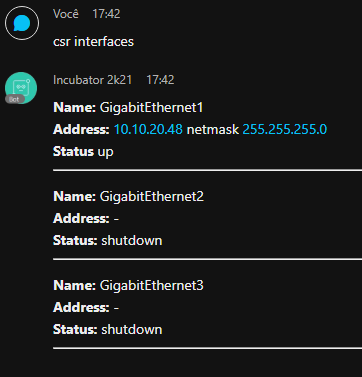 Você 17:42
csr interfaces
Incubator 2k21 17:42
Bot
Name: GigabitEthernet1
Address: 10.10.20.48 netmask 255.255.255.0
Status up
Name: GigabitEthernet2
Address: -
Status: shutdown
Name: GigabitEthernet3
Address: -
Status: shutdown